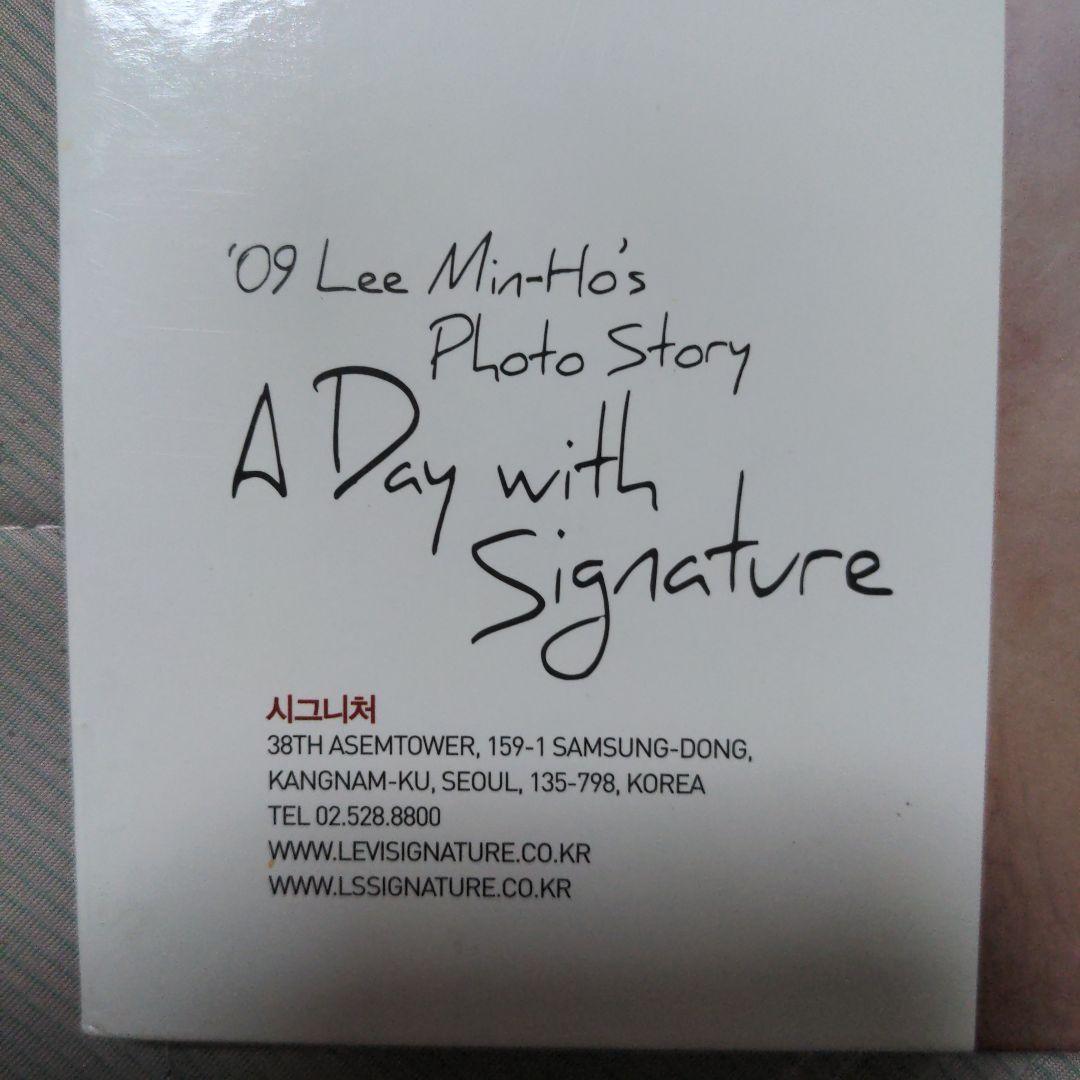 '09 Lee Min-Ho's
Photo Story
A Day with
Signature
시그니처
38TH ASEMTOWER, 159-1 SAMSUNG-DONG,
KANGNAM-KU, SEOUL, 135-798, KOREA
TEL 02.528.8800
WWW.LEVISIGNATURE.CO.KR
WWW.LSSIGNATURE.CO.KR